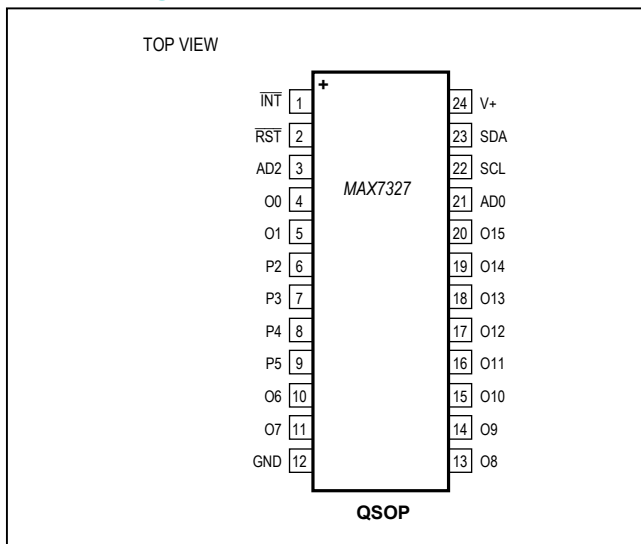 TOP VIEW
+
INT 1
RST 2
AD2 3
O0 4
O1 5
P2 6
P3 7
P4 8
P5 9
O6 10
O7 11
GND 12
MAX7327
24 V+
23 SDA
22 SCL
21 AD0
20 O15
19 O14
18 O13
17 O12
16 O11
15 O10
14 O9
13 O8
QSOP